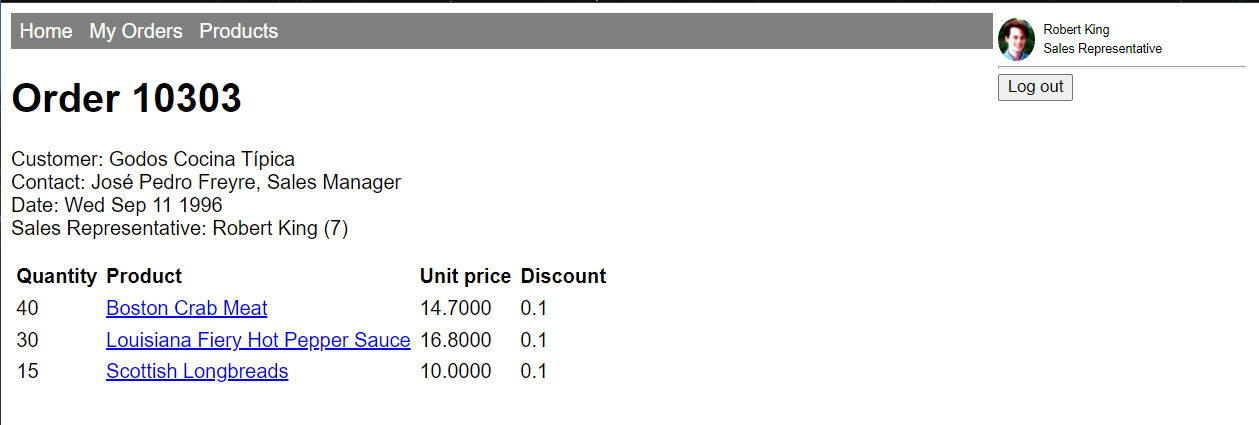 Home My Orders Products
Robert King
Sales Representative
Log out
Order 10303
Customer: Godos Cocina Típica
Contact: José Pedro Freyre, Sales Manager
Date: Wed Sep 11 1996
Sales Representative: Robert King (7)
Quantity Product Unit price Discount
40 Boston Crab Meat 14.7000 0.1
30 Louisiana Fiery Hot Pepper Sauce 16.8000 0.1
15 Scottish Longbreads 10.0000 0.1